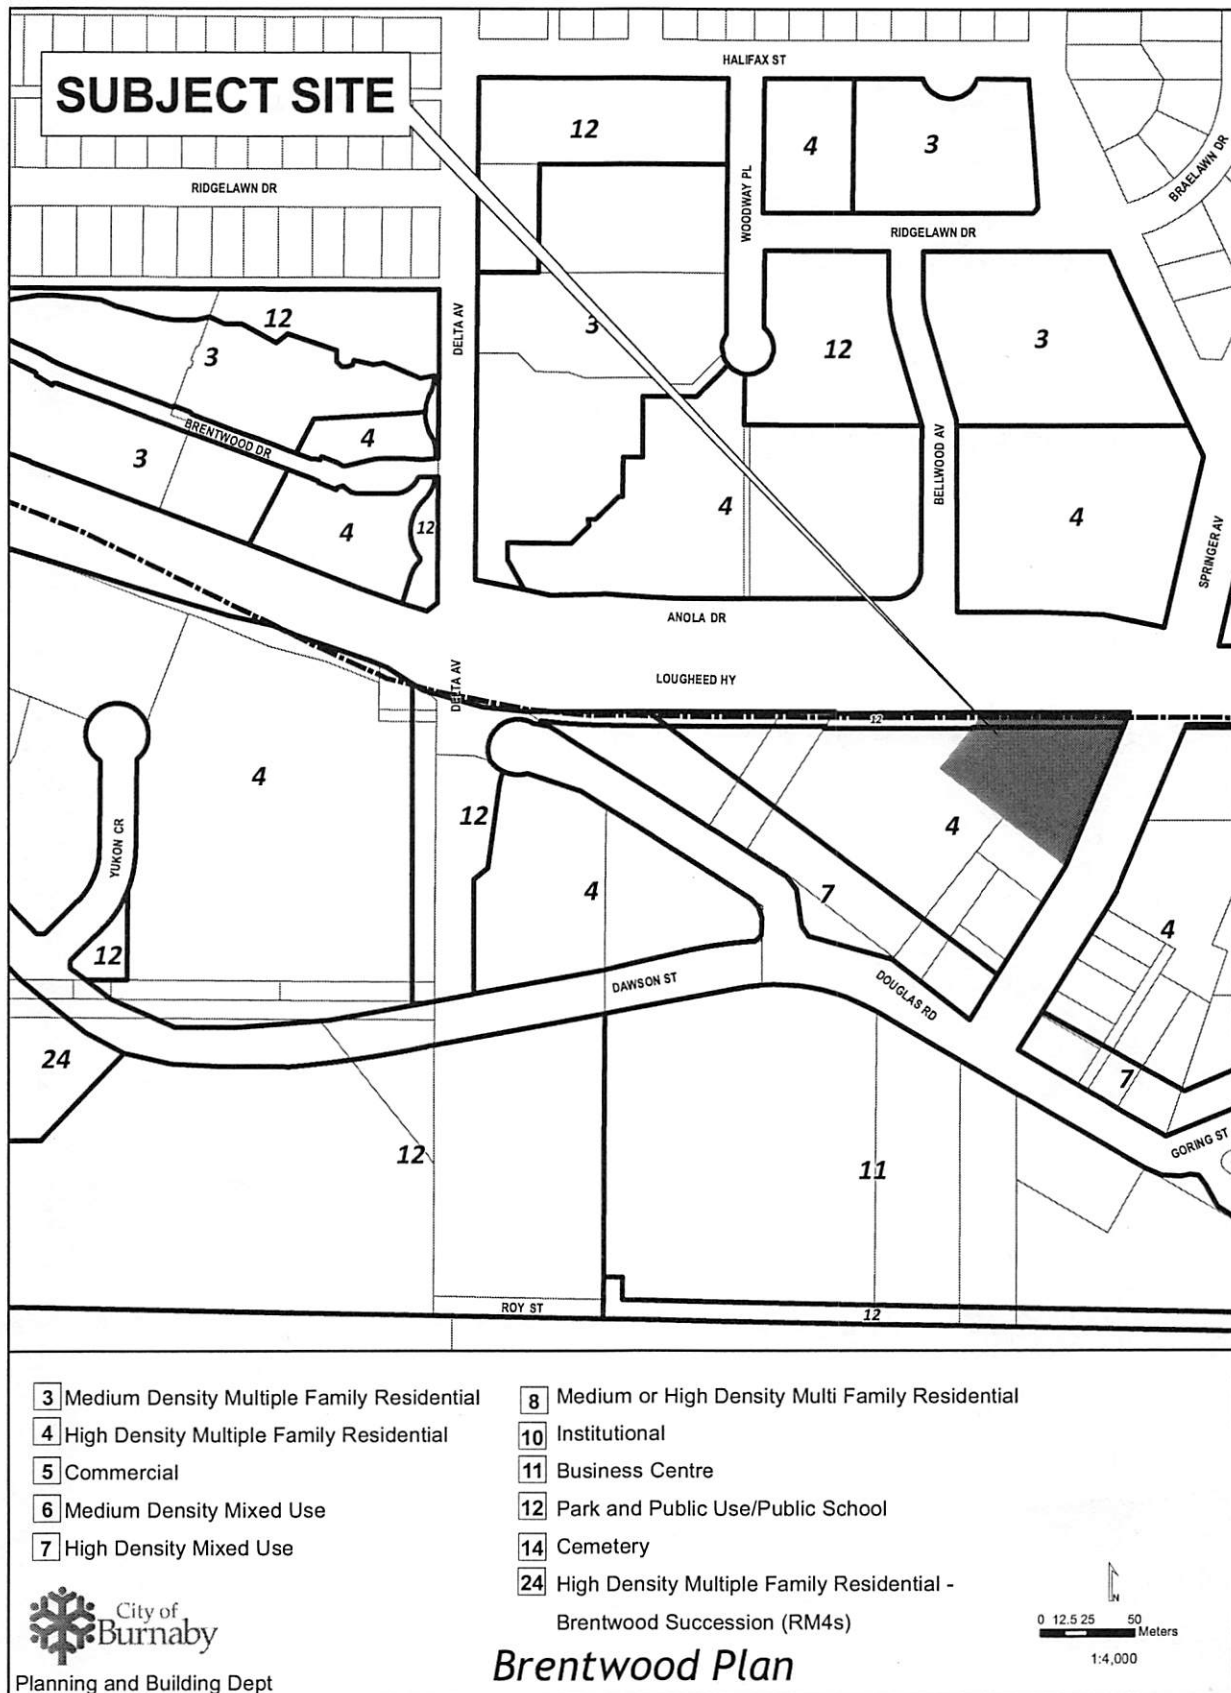 HALIFAX ST
SUBJECT SITE
12
4
3
RIDGELAWN DR
WOODWAY PL
BRAELAWN DR
RIDGELAWN DR
12
DELTA AV
3
3
12
3
4
BRENTWOOD DR
3
BELLWOOD AV
4
4
12
4
SPRINGER AV
ANOLA DR
DELTA AV
LOUGHEED HY
12
4
12
4
YUKON CR
4
7
4
12
DAWSON ST
DOUGLAS RD
24
7
12
11
GORING ST
ROY ST
12
3 Medium Density Multiple Family Residential
4 High Density Multiple Family Residential
5 Commercial
6 Medium Density Mixed Use
7 High Density Mixed Use
8 Medium or High Density Multi Family Residential
10 Institutional
11 Business Centre
12 Park and Public Use/Public School
14 Cemetery
24 High Density Multiple Family Residential -
Brentwood Succession (RM4s)
N
0 12.5 25 50
Meters
1:4,000
City of
Burnaby
Planning and Building Dept
Brentwood Plan